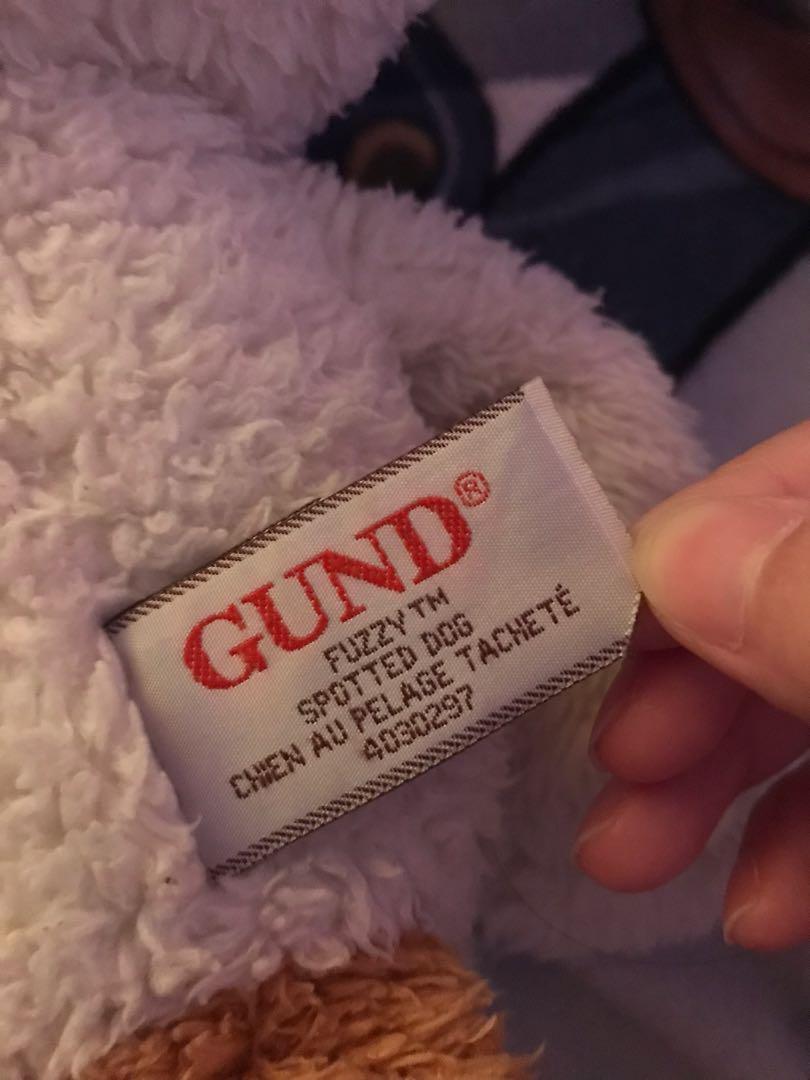 GUND®
FUZZY™
SPOTTED DOG
CHIEN AU PELAGE TACHETÉ
4030297